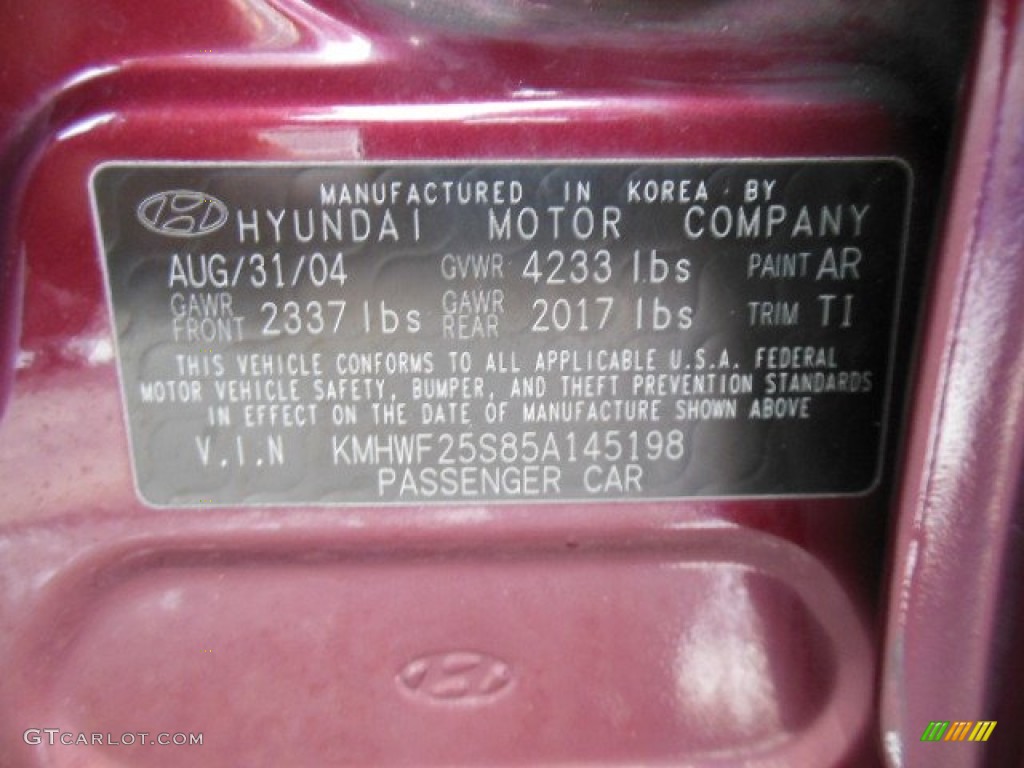 MANUFACTURED IN KOREA BY
HYUNDAI MOTOR COMPANY
AUG/31/04 GVWR 4233 lbs PAINT AR
GAWR FRONT 2337 lbs GAWR REAR 2017 lbs TRIM TI
THIS VEHICLE CONFORMS TO ALL APPLICABLE U.S.A. FEDERAL
MOTOR VEHICLE SAFETY, BUMPER, AND THEFT PREVENTION STANDARDS
IN EFFECT ON THE DATE OF MANUFACTURE SHOWN ABOVE
V.I.N KMHWF25S85A145198
PASSENGER CAR
GTCARLOT.COM